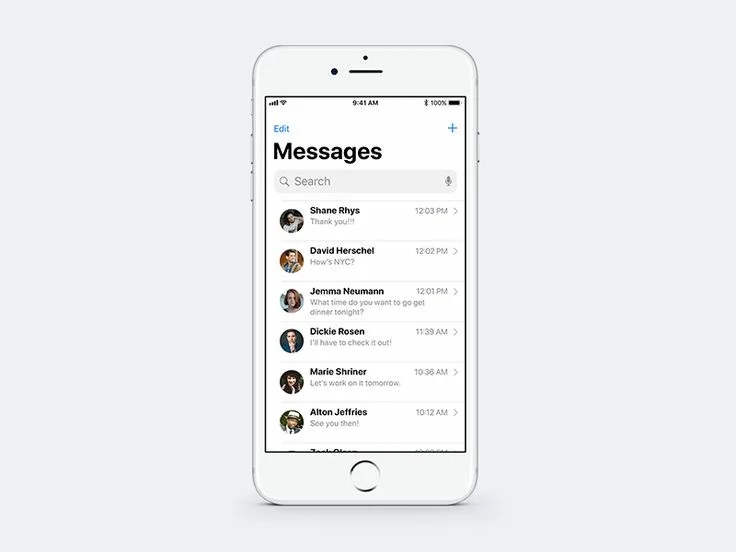 9:41 AM
100%
Edit
Messages
Search
Shane Rhys 12:03 PM
Thank you!!!
David Herschel 12:02 PM
How's NYC?
Jemma Neumann 12:01 PM
What time do you want to go get
dinner tonight?
Dickie Rosen 11:39 AM
I'll have to check it out!
Marie Shriner 10:36 AM
Let's work on it tomorrow.
Alton Jeffries 10:12 AM
See you then!